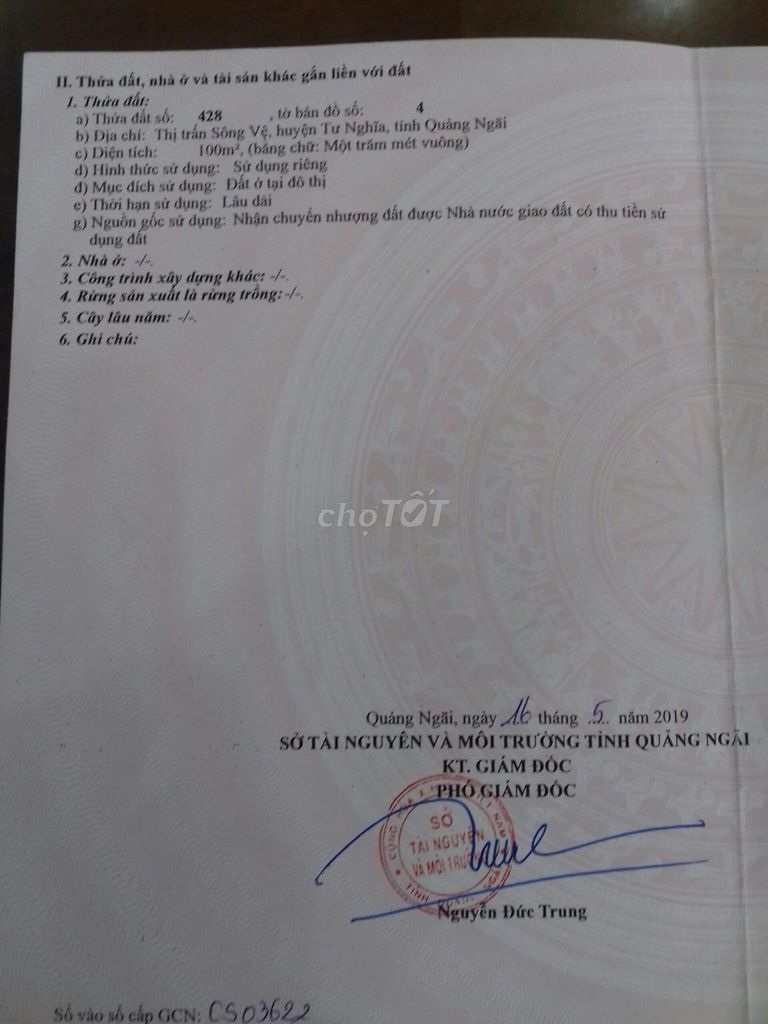 II. Thửa đất, nhà ở và tài sản khác gắn liền với đất
1. Thửa đất:
a) Thửa đất số: 428 , tờ bản đồ số: 4
b) Địa chỉ: Thị trấn Sông Vệ, huyện Tư Nghĩa, tỉnh Quảng Ngãi
c) Diện tích: 100m², (bằng chữ: Một trăm mét vuông)
d) Hình thức sử dụng: Sử dụng riêng
đ) Mục đích sử dụng: Đất ở tại đô thị
e) Thời hạn sử dụng: Lâu dài
g) Nguồn gốc sử dụng: Nhận chuyển nhượng đất được Nhà nước giao đất có thu tiền sử
dụng đất
2. Nhà ở: -/-.
3. Công trình xây dựng khác: -/-.
4. Rừng sản xuất là rừng trồng: -/-.
5. Cây lâu năm: -/-.
6. Ghi chú:
chợTỐT
Quảng Ngãi, ngày 16 tháng 5 năm 2019
SỞ TÀI NGUYÊN VÀ MÔI TRƯỜNG TỈNH QUẢNG NGÃI
KT. GIÁM ĐỐC
PHÓ GIÁM ĐỐC
SỞ
TÀI NGUYÊN
VÀ MÔI TRƯỜNG
Nguyễn Đức Trung
Số vào sổ cấp GCN: CS03622